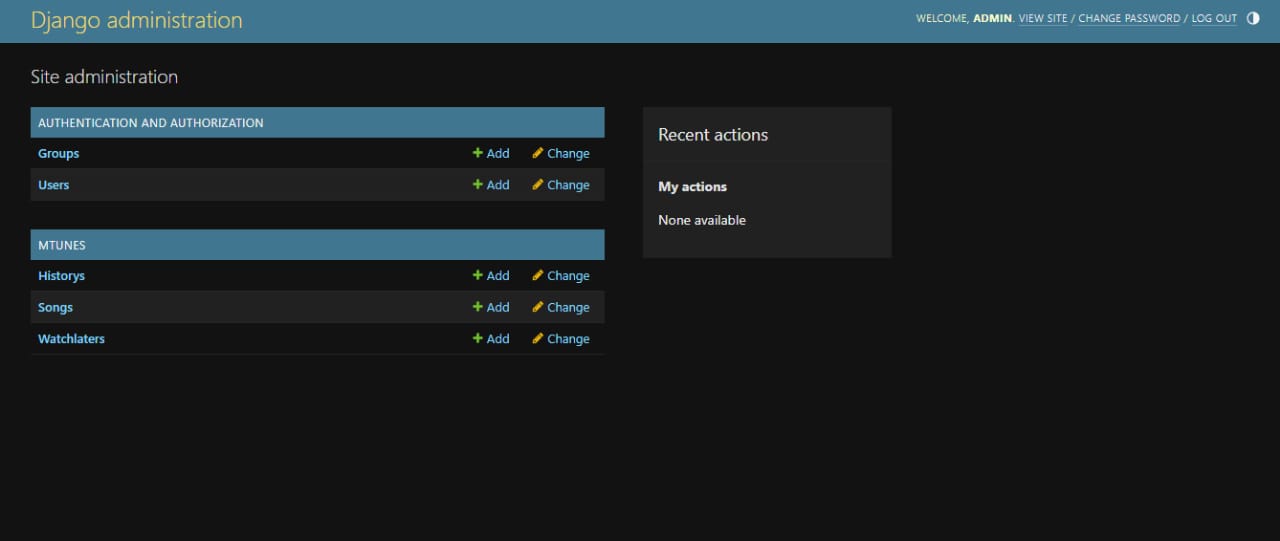 Django administration
WELCOME, ADMIN. VIEW SITE / CHANGE PASSWORD / LOG OUT
Site administration
AUTHENTICATION AND AUTHORIZATION
Groups Add Change
Users Add Change
MTUNES
Historys Add Change
Songs Add Change
Watchlaters Add Change
Recent actions
My actions
None available